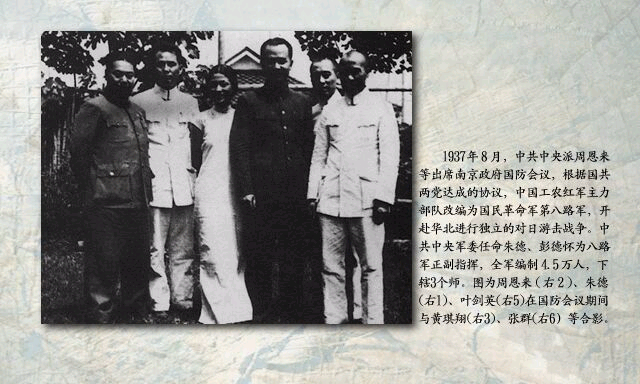 1937年8月，中共中央派周恩来
等出席南京政府国防会议，根据国共
两党达成的协议，中国工农红军主力
部队改编为国民革命军第八路军，开
赴华北进行独立的对日游击战争。中
共中央军委任命朱德、彭德怀为八路
军正副指挥，全军编制4.5万人，下
辖3个师。图为周恩来（右2）、朱德
(右1)、叶剑英(右5)在国防会议期间
与黄琪翔(右3)、张群(右6）等合影。